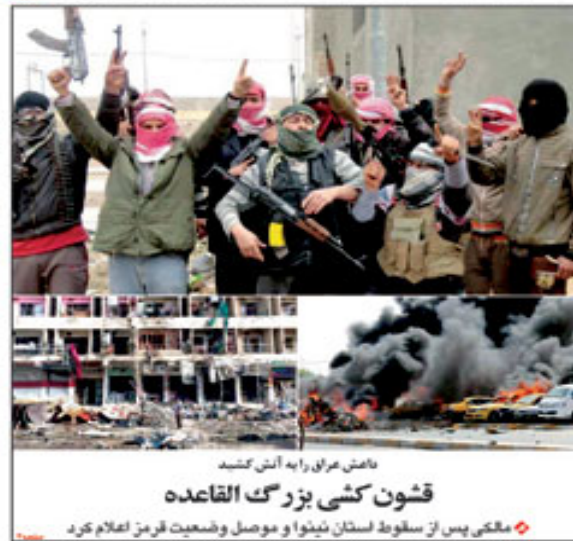 داعش عراق را به آتش کشید
قشون کشی بزرگ القاعده
مالکی پس از سقوط استان نینوا و موصل وضعیت قرمز اعلام کرد